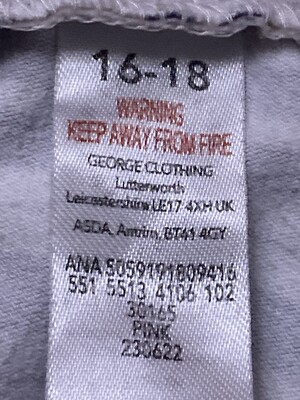 16-18
WARNING
KEEP AWAY FROM FIRE
GEORGE CLOTHING
Lutterworth
Leicestershire LE17 4XH UK
ASDA, Antrim, BT41 4GY
ANA 5059191809416
551 5513 4106 102
30165
PINK
230622